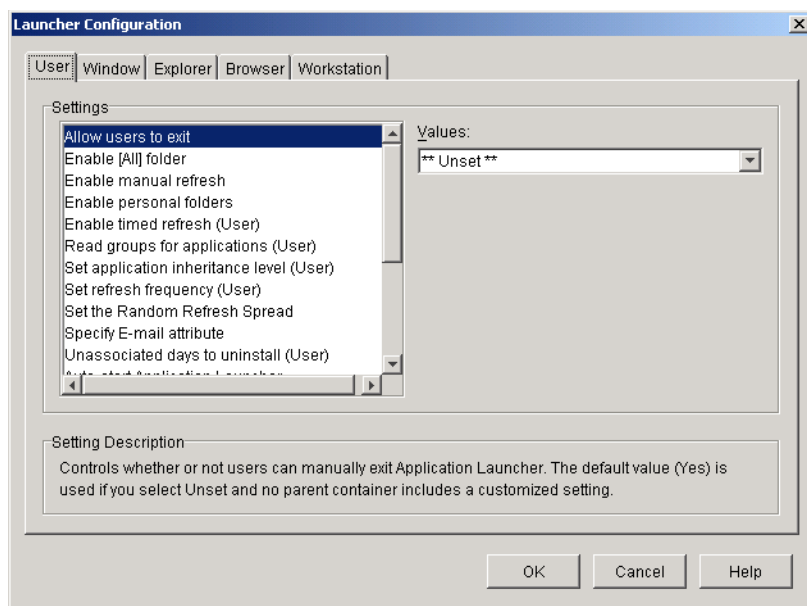 Launcher Configuration
User Window Explorer Browser Workstation
Settings
Allow users to exit
Enable [All] folder
Enable manual refresh
Enable personal folders
Enable timed refresh (User)
Read groups for applications (User)
Set application inheritance level (User)
Set refresh frequency (User)
Set the Random Refresh Spread
Specify E-mail attribute
Unassociated days to uninstall (User)
Auto-start Application Launcher
Values:
** Unset **
Setting Description
Controls whether or not users can manually exit Application Launcher. The default value (Yes) is
used if you select Unset and no parent container includes a customized setting.
OK Cancel Help